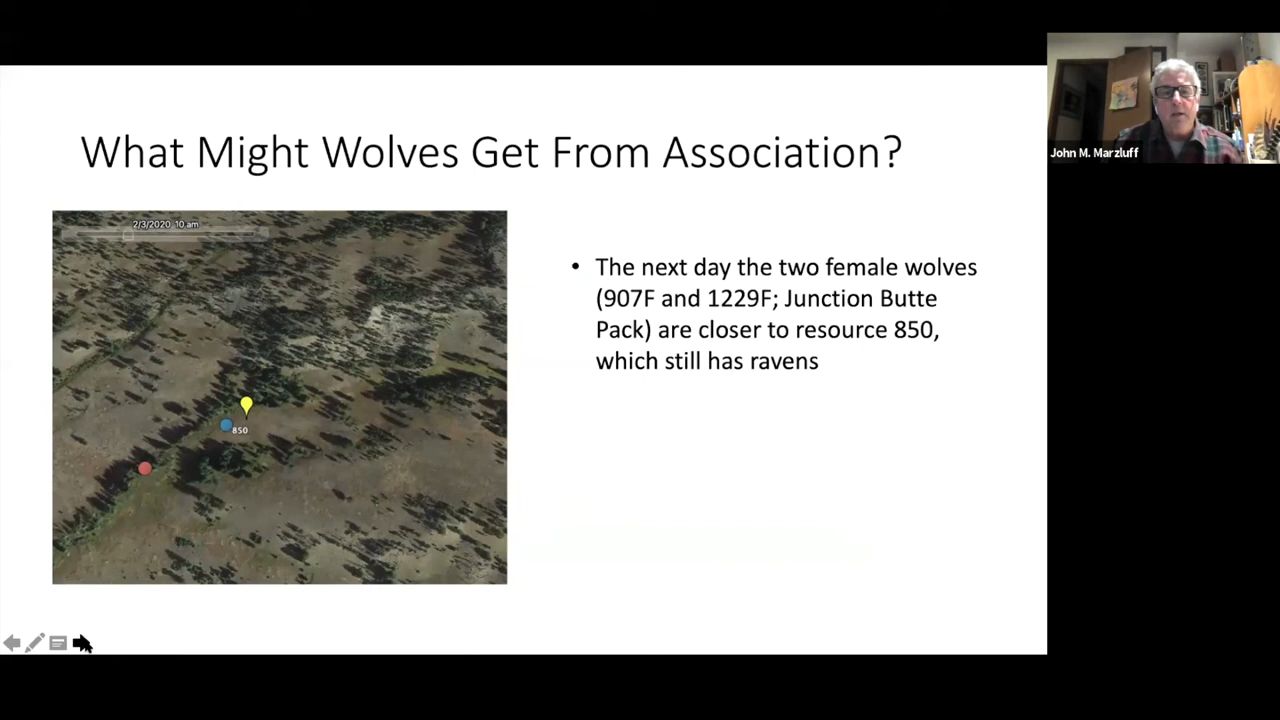 What Might Wolves Get From Association?
2/3/2020 10 am
850
• The next day the two female wolves
(907F and 1229F; Junction Butte
Pack) are closer to resource 850,
which still has ravens
John M. Marzluff